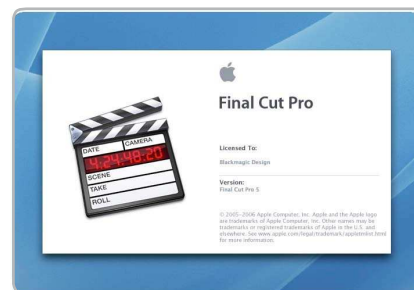 Final Cut Pro
DATE
CAMERA
4:24:48:20
SCENE
TAKE
ROLL
Licensed To:
Blackmagic Design
Version:
Final Cut Pro 5
© 2005-2006 Apple Computer, Inc. Apple and the Apple logo
are trademarks of Apple Computer, Inc. Other names may be
trademarks or registered trademarks of Apple in the U.S. and
elsewhere. See www.apple.com/legal/trademark/appletmlist.html
for more information.